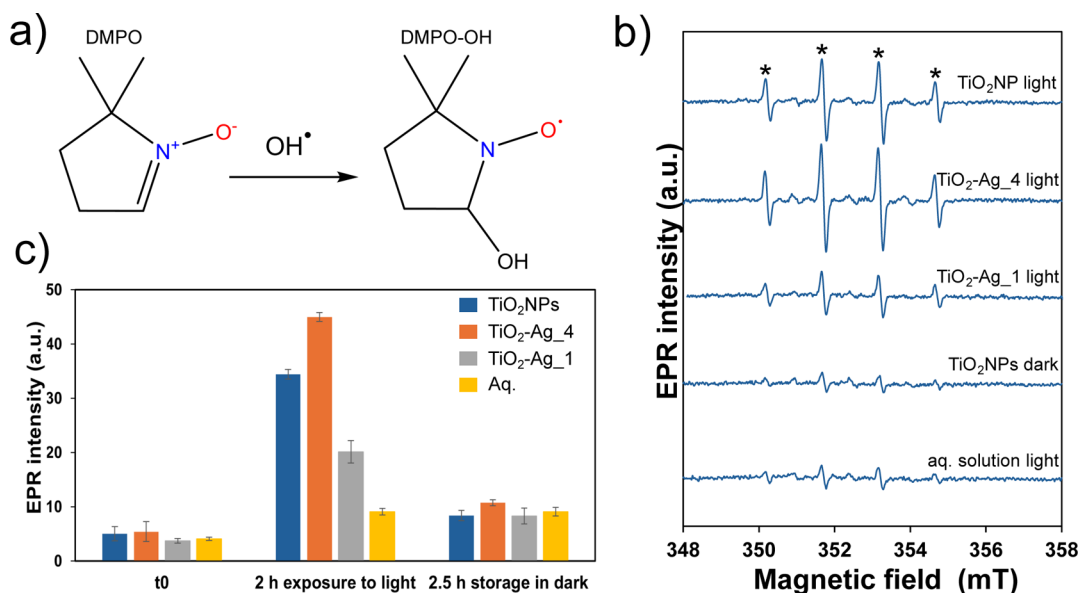 a)
DMPO
N⁺
O⁻
OH•
DMPO-OH
N
O•
OH
b)
EPR intensity (a.u.)
* * * *
TiO₂NP light
TiO₂-Ag_4 light
TiO₂-Ag_1 light
TiO₂NPs dark
aq. solution light
348 350 352 354 356 358
Magnetic field (mT)
c)
EPR intensity (a.u.)
50
40
30
20
10
0
TiO₂NPs
TiO₂-Ag_4
TiO₂-Ag_1
Aq.
t0 2 h exposure to light 2.5 h storage in dark